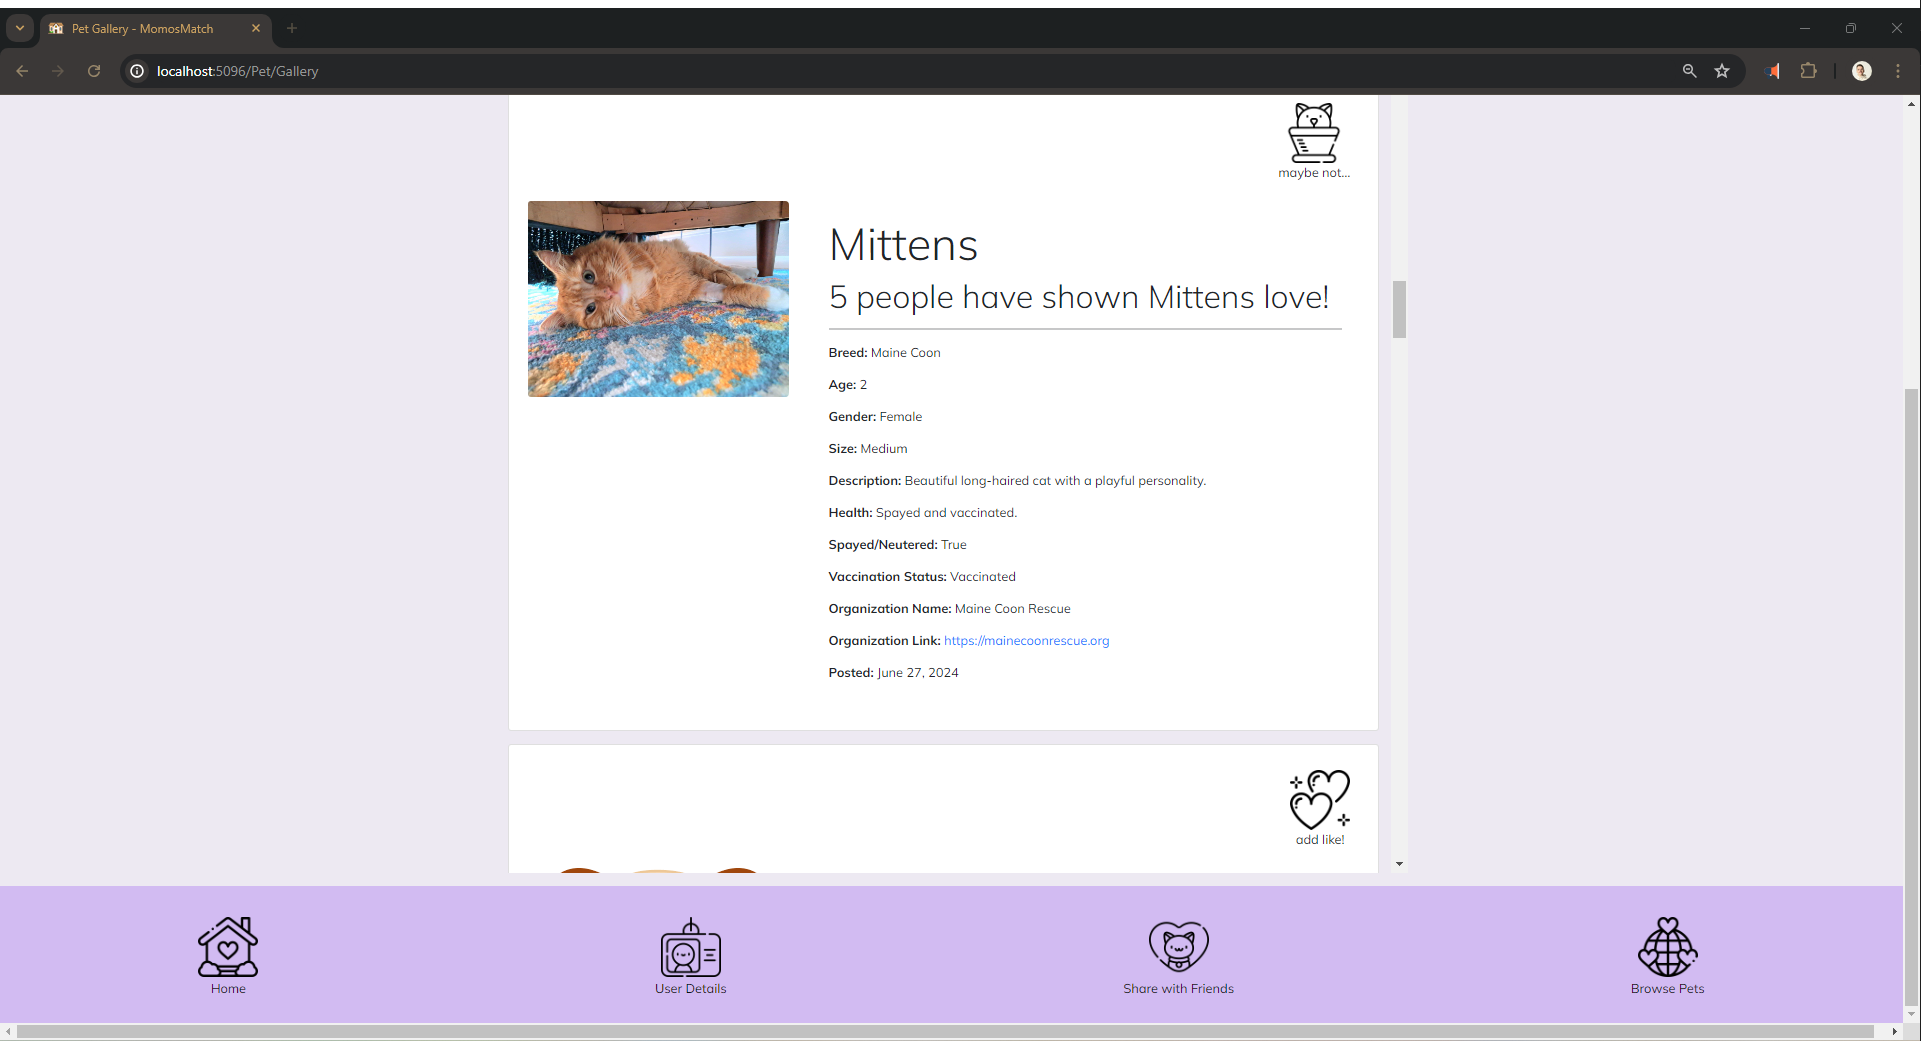 Pet Gallery - MomosMatch
localhost:5096/Pet/Gallery
maybe not...
Mittens
5 people have shown Mittens love!
Breed: Maine Coon
Age: 2
Gender: Female
Size: Medium
Description: Beautiful long-haired cat with a playful personality.
Health: Spayed and vaccinated.
Spayed/Neutered: True
Vaccination Status: Vaccinated
Organization Name: Maine Coon Rescue
Organization Link: https://mainecoonrescue.org
Posted: June 27, 2024
add like!
Home
User Details
Share with Friends
Browse Pets